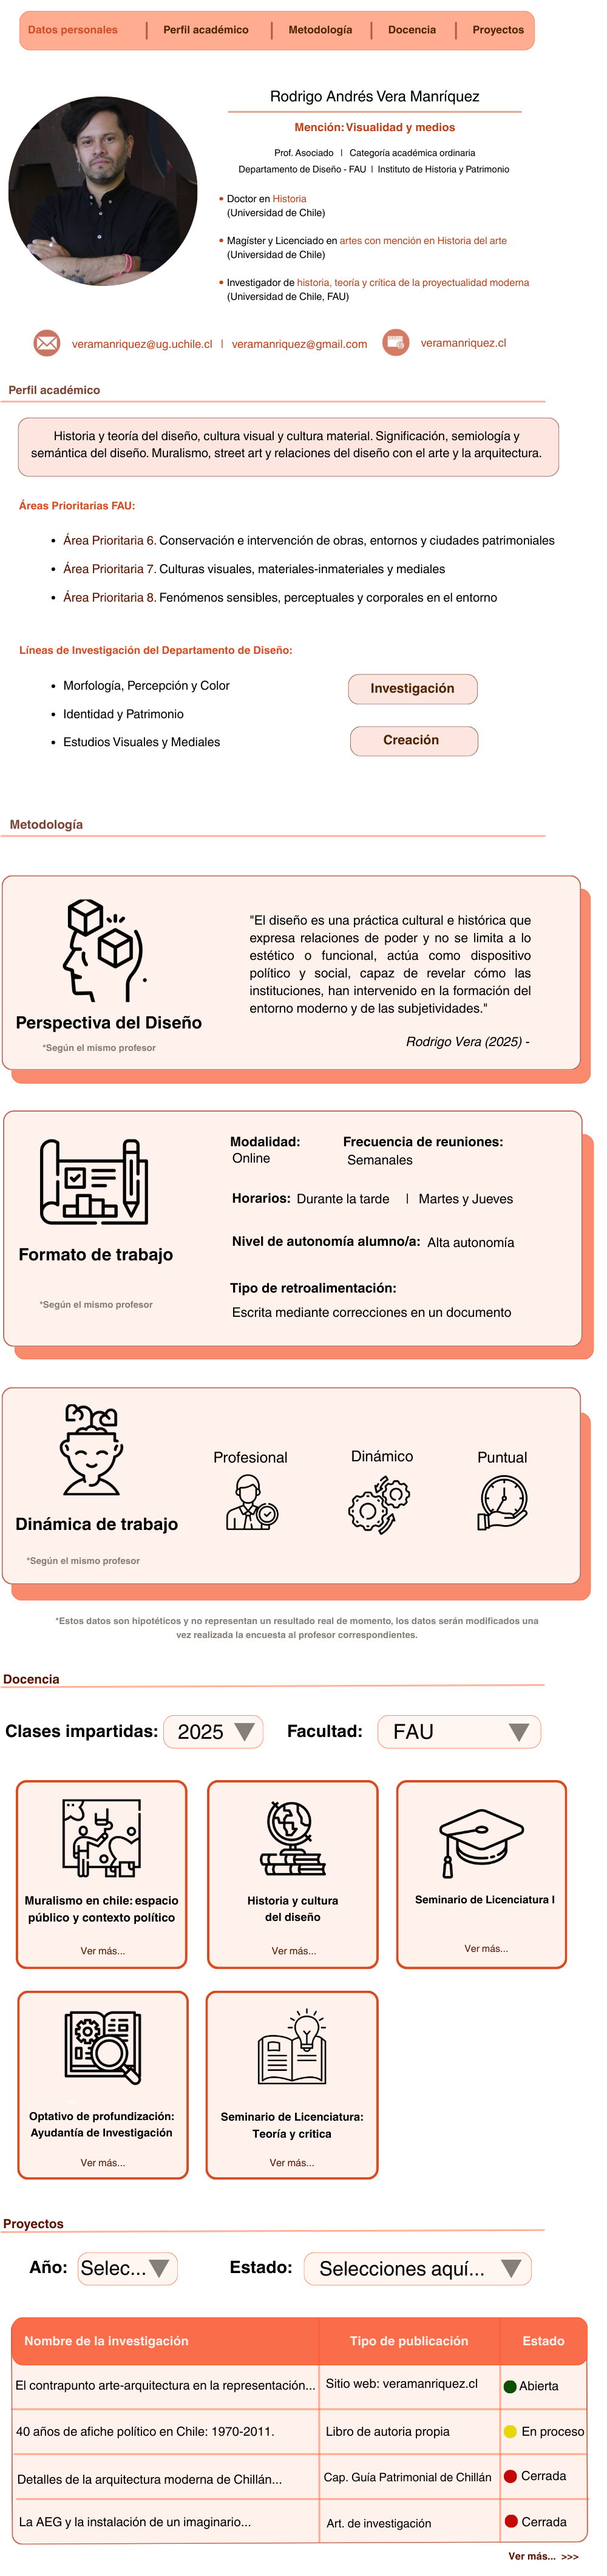 Datos personales | Perfil académico | Metodología | Docencia | Proyectos
Rodrigo Andrés Vera Manríquez
Mención: Visualidad y medios
Prof. Asociado | Categoría académica ordinaria
Departamento de Diseño - FAU | Instituto de Historia y Patrimonio
• Doctor en Historia
(Universidad de Chile)
• Magíster y Licenciado en artes con mención en Historia del arte
(Universidad de Chile)
• Investigador de historia, teoría y crítica de la proyectualidad moderna
(Universidad de Chile, FAU)
veramanriquez@ug.uchile.cl | veramanriquez@gmail.com veramanriquez.cl
Perfil académico
Historia y teoría del diseño, cultura visual y cultura material. Significación, semiología y
semántica del diseño. Muralismo, street art y relaciones del diseño con el arte y la arquitectura.
Áreas Prioritarias FAU:
• Área Prioritaria 6. Conservación e intervención de obras, entornos y ciudades patrimoniales
• Área Prioritaria 7. Culturas visuales, materiales-inmateriales y mediales
• Área Prioritaria 8. Fenómenos sensibles, perceptuales y corporales en el entorno
Líneas de Investigación del Departamento de Diseño:
• Morfología, Percepción y Color
• Identidad y Patrimonio
• Estudios Visuales y Mediales
Investigación
Creación
Metodología
Perspectiva del Diseño
*Según el mismo profesor
"El diseño es una práctica cultural e histórica que
expresa relaciones de poder y no se limita a lo
estético o funcional, actúa como dispositivo
político y social, capaz de revelar cómo las
instituciones, han intervenido en la formación del
entorno moderno y de las subjetividades."
Rodrigo Vera (2025) -
Formato de trabajo
*Según el mismo profesor
Modalidad: Frecuencia de reuniones:
Online Semanales
Horarios: Durante la tarde | Martes y Jueves
Nivel de autonomía alumno/a: Alta autonomía
Tipo de retroalimentación:
Escrita mediante correcciones en un documento
Dinámica de trabajo
*Según el mismo profesor
Profesional Dinámico Puntual
*Estos datos son hipotéticos y no representan un resultado real de momento, los datos serán modificados una
vez realizada la encuesta al profesor correspondientes.
Docencia
Clases impartidas: 2025 Facultad: FAU
Muralismo en chile: espacio
público y contexto político
Ver más...
Historia y cultura
del diseño
Ver más...
Seminario de Licenciatura I
Ver más...
Optativo de profundización:
Ayudantía de Investigación
Ver más...
Seminario de Licenciatura:
Teoría y critica
Ver más...
Proyectos
Año: Selec... Estado: Selecciones aquí...
Nombre de la investigación Tipo de publicación Estado
El contrapunto arte-arquitectura en la representación... Sitio web: veramanriquez.cl Abierta
40 años de afiche político en Chile: 1970-2011. Libro de autoria propia En proceso
Detalles de la arquitectura moderna de Chillán... Cap. Guía Patrimonial de Chillán Cerrada
La AEG y la instalación de un imaginario... Art. de investigación Cerrada
Ver más... >>>